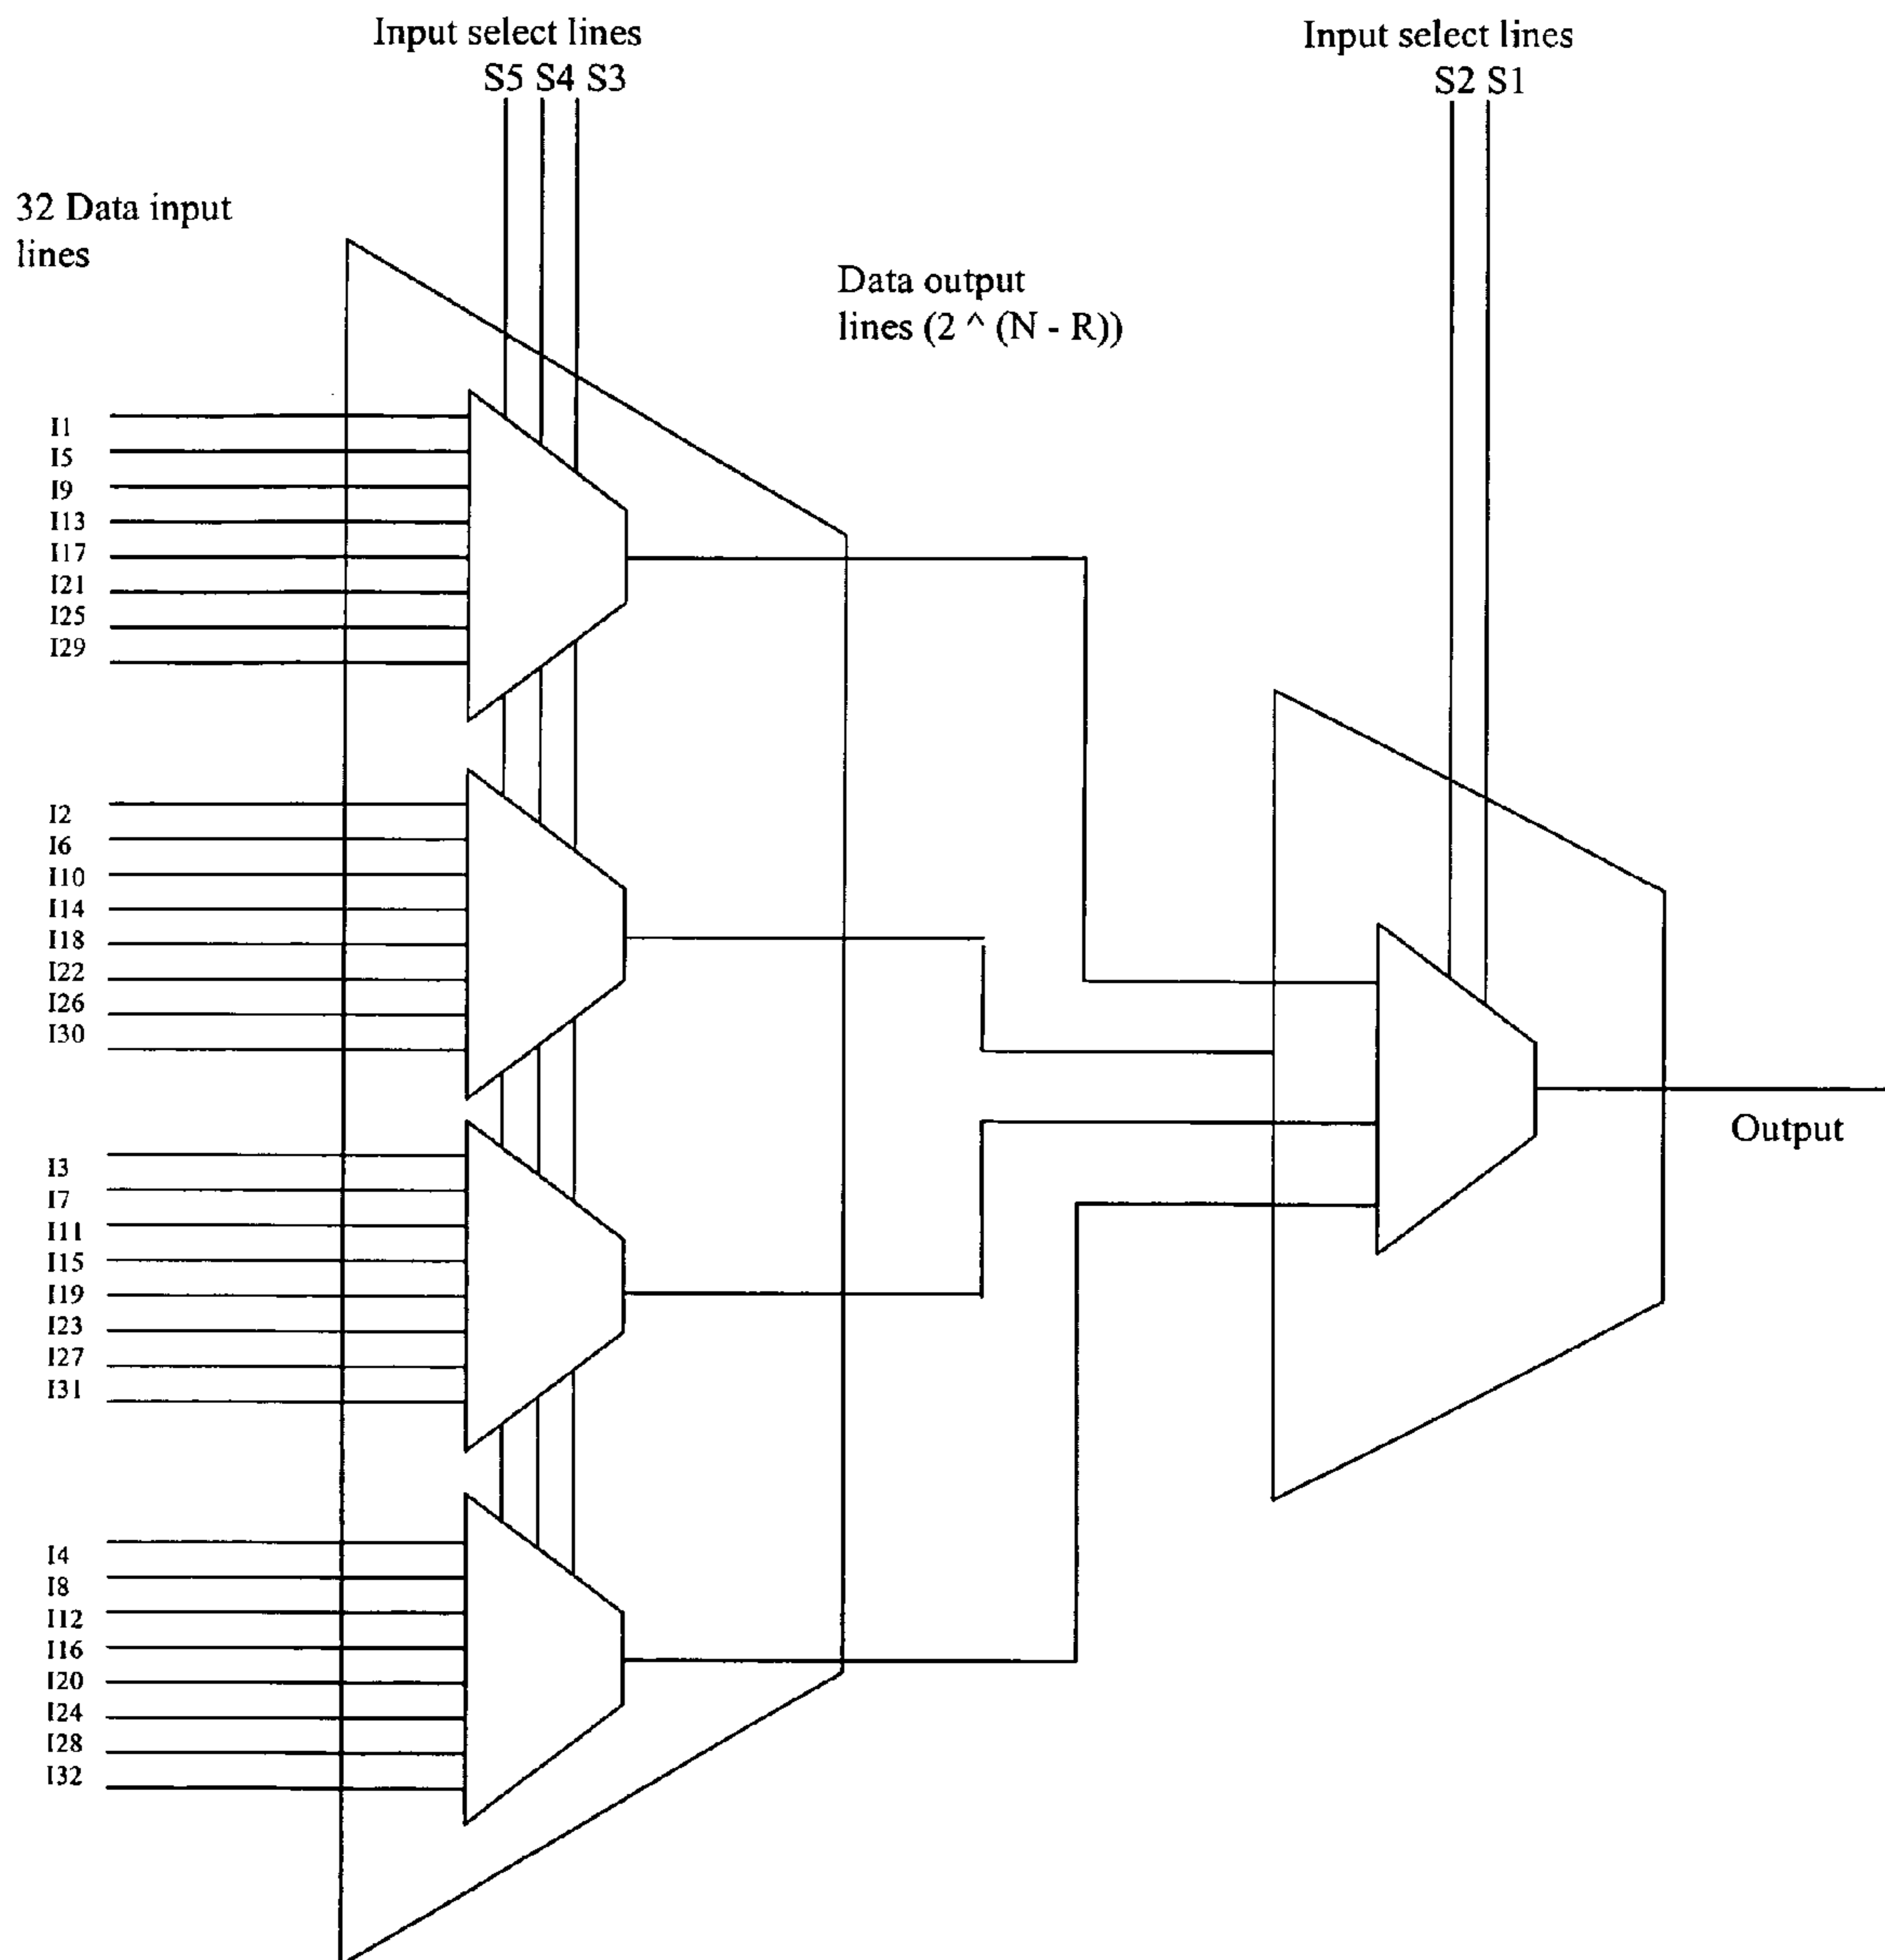 Input select lines
S5 S4 S3
Input select lines
S2 S1
32 Data input
lines
Data output
lines (2 ^ (N - R))
I1
I5
I9
I13
I17
I21
I25
I29
I2
I6
I10
I14
I18
I22
I26
I30
I3
I7
I11
I15
I19
I23
I27
I31
I4
I8
I12
I16
I20
I24
I28
I32
Output